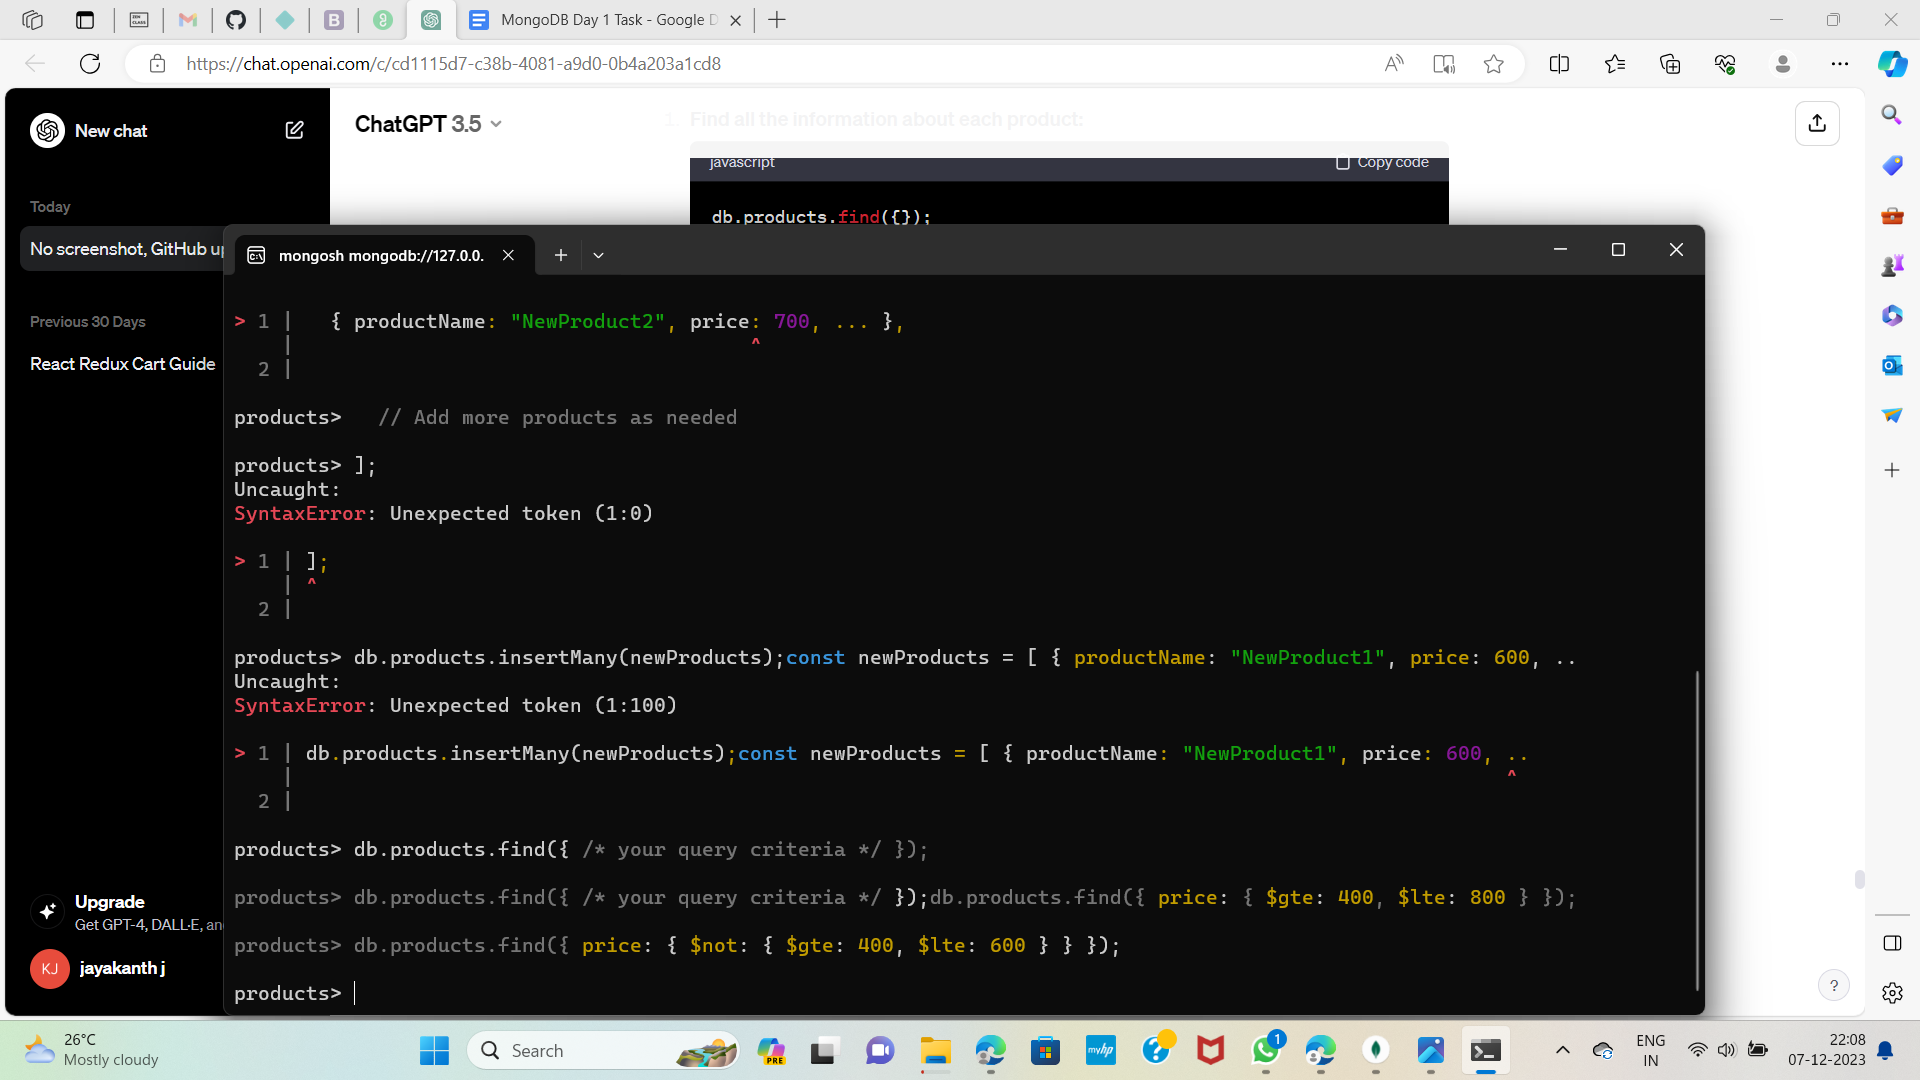 MongoDB Day 1 Task - Google D
https://chat.openai.com/c/cd1115d7-c38b-4081-a9d0-0b4a203a1cd8
New chat
ChatGPT 3.5
1. Find all the information about each product:
javascript
Copy code
db.products.find({});
Today
No screenshot, GitHub up
Previous 30 Days
React Redux Cart Guide
Upgrade
Get GPT-4, DALL·E, an
KJ
jayakanth j
mongosh mongodb://127.0.0.
> 1 |   { productName: "NewProduct2", price: 700, ... },
|                                       ^
2 |
products>   // Add more products as needed
products> ];
Uncaught:
SyntaxError: Unexpected token (1:0)
> 1 | ];
| ^
2 |
products> db.products.insertMany(newProducts);const newProducts = [ { productName: "NewProduct1", price: 600, ..
Uncaught:
SyntaxError: Unexpected token (1:100)
> 1 | db.products.insertMany(newProducts);const newProducts = [ { productName: "NewProduct1", price: 600, ..
| ^
2 |
products> db.products.find({ /* your query criteria */ });
products> db.products.find({ /* your query criteria */ });db.products.find({ price: { $gte: 400, $lte: 800 } });
products> db.products.find({ price: { $not: { $gte: 400, $lte: 600 } } });
products>
?
26°C
Mostly cloudy
Search
PRE
myhp
1
ENG
IN
22:08
07-12-2023